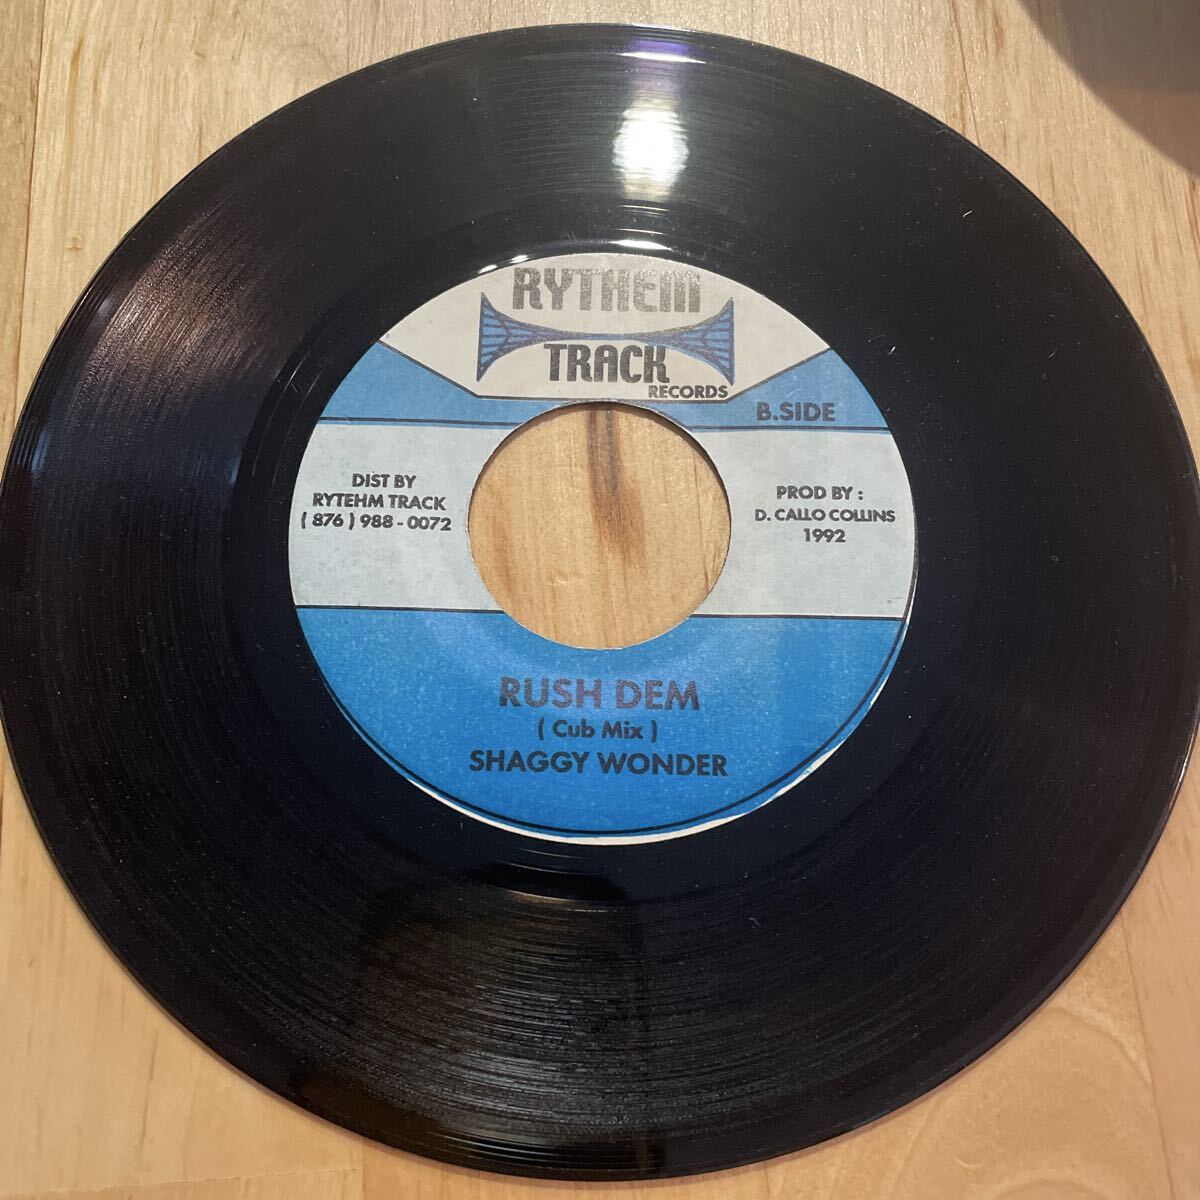 RYTHEM
TRACK
RECORDS
B.SIDE
DIST BY
RYTEHM TRACK
( 876 ) 988 - 0072
PROD BY :
D. CALLO COLLINS
1992
RUSH DEM
( Cub Mix )
SHAGGY WONDER